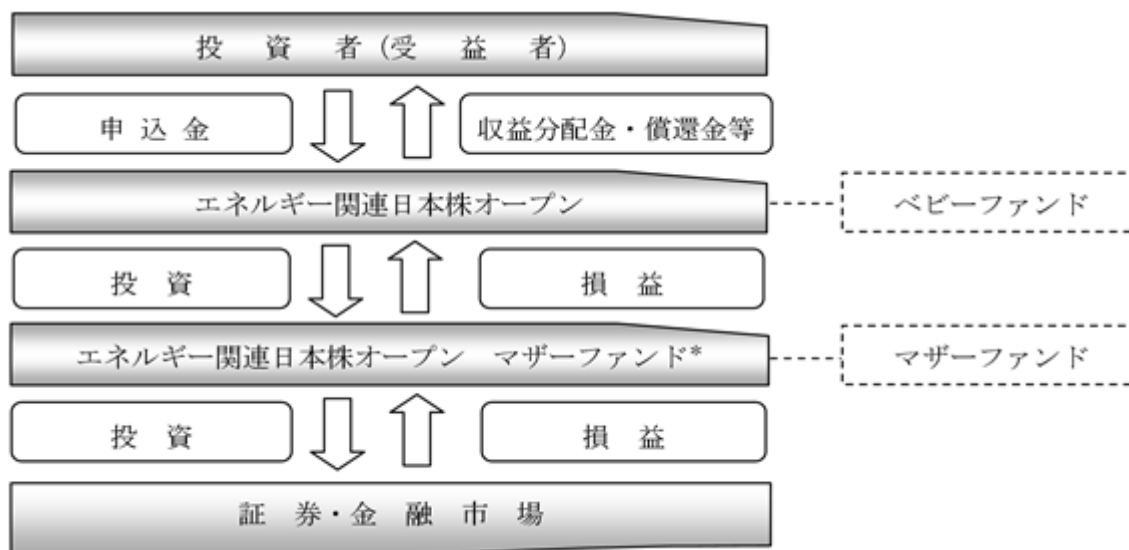 投資者(受益者)
申込金
収益分配金・償還金等
エネルギー関連日本株オープン
ベビーファンド
投資
損益
エネルギー関連日本株オープン マザーファンド*
マザーファンド
投資
損益
証券・金融市場